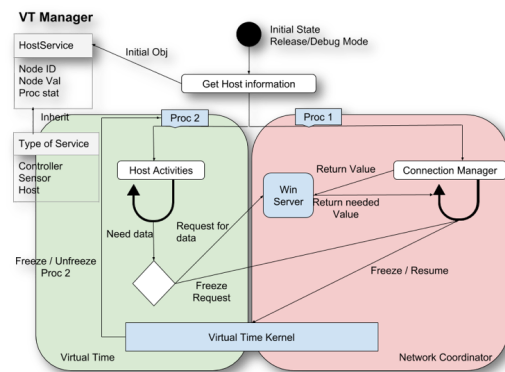 VT Manager
HostService
Node ID
Node Val
Proc stat
Inherit
Type of Service
Controller
Sensor
Host
Initial Obj
Initial State
Release/Debug Mode
Get Host information
Proc 2
Proc 1
Host Activities
Win
Server
Return Value
Connection Manager
Return needed
Value
Need data
Request for
data
Freeze / Unfreeze
Proc 2
Freeze
Request
Freeze / Resume
Virtual Time Kernel
Virtual Time
Network Coordinator